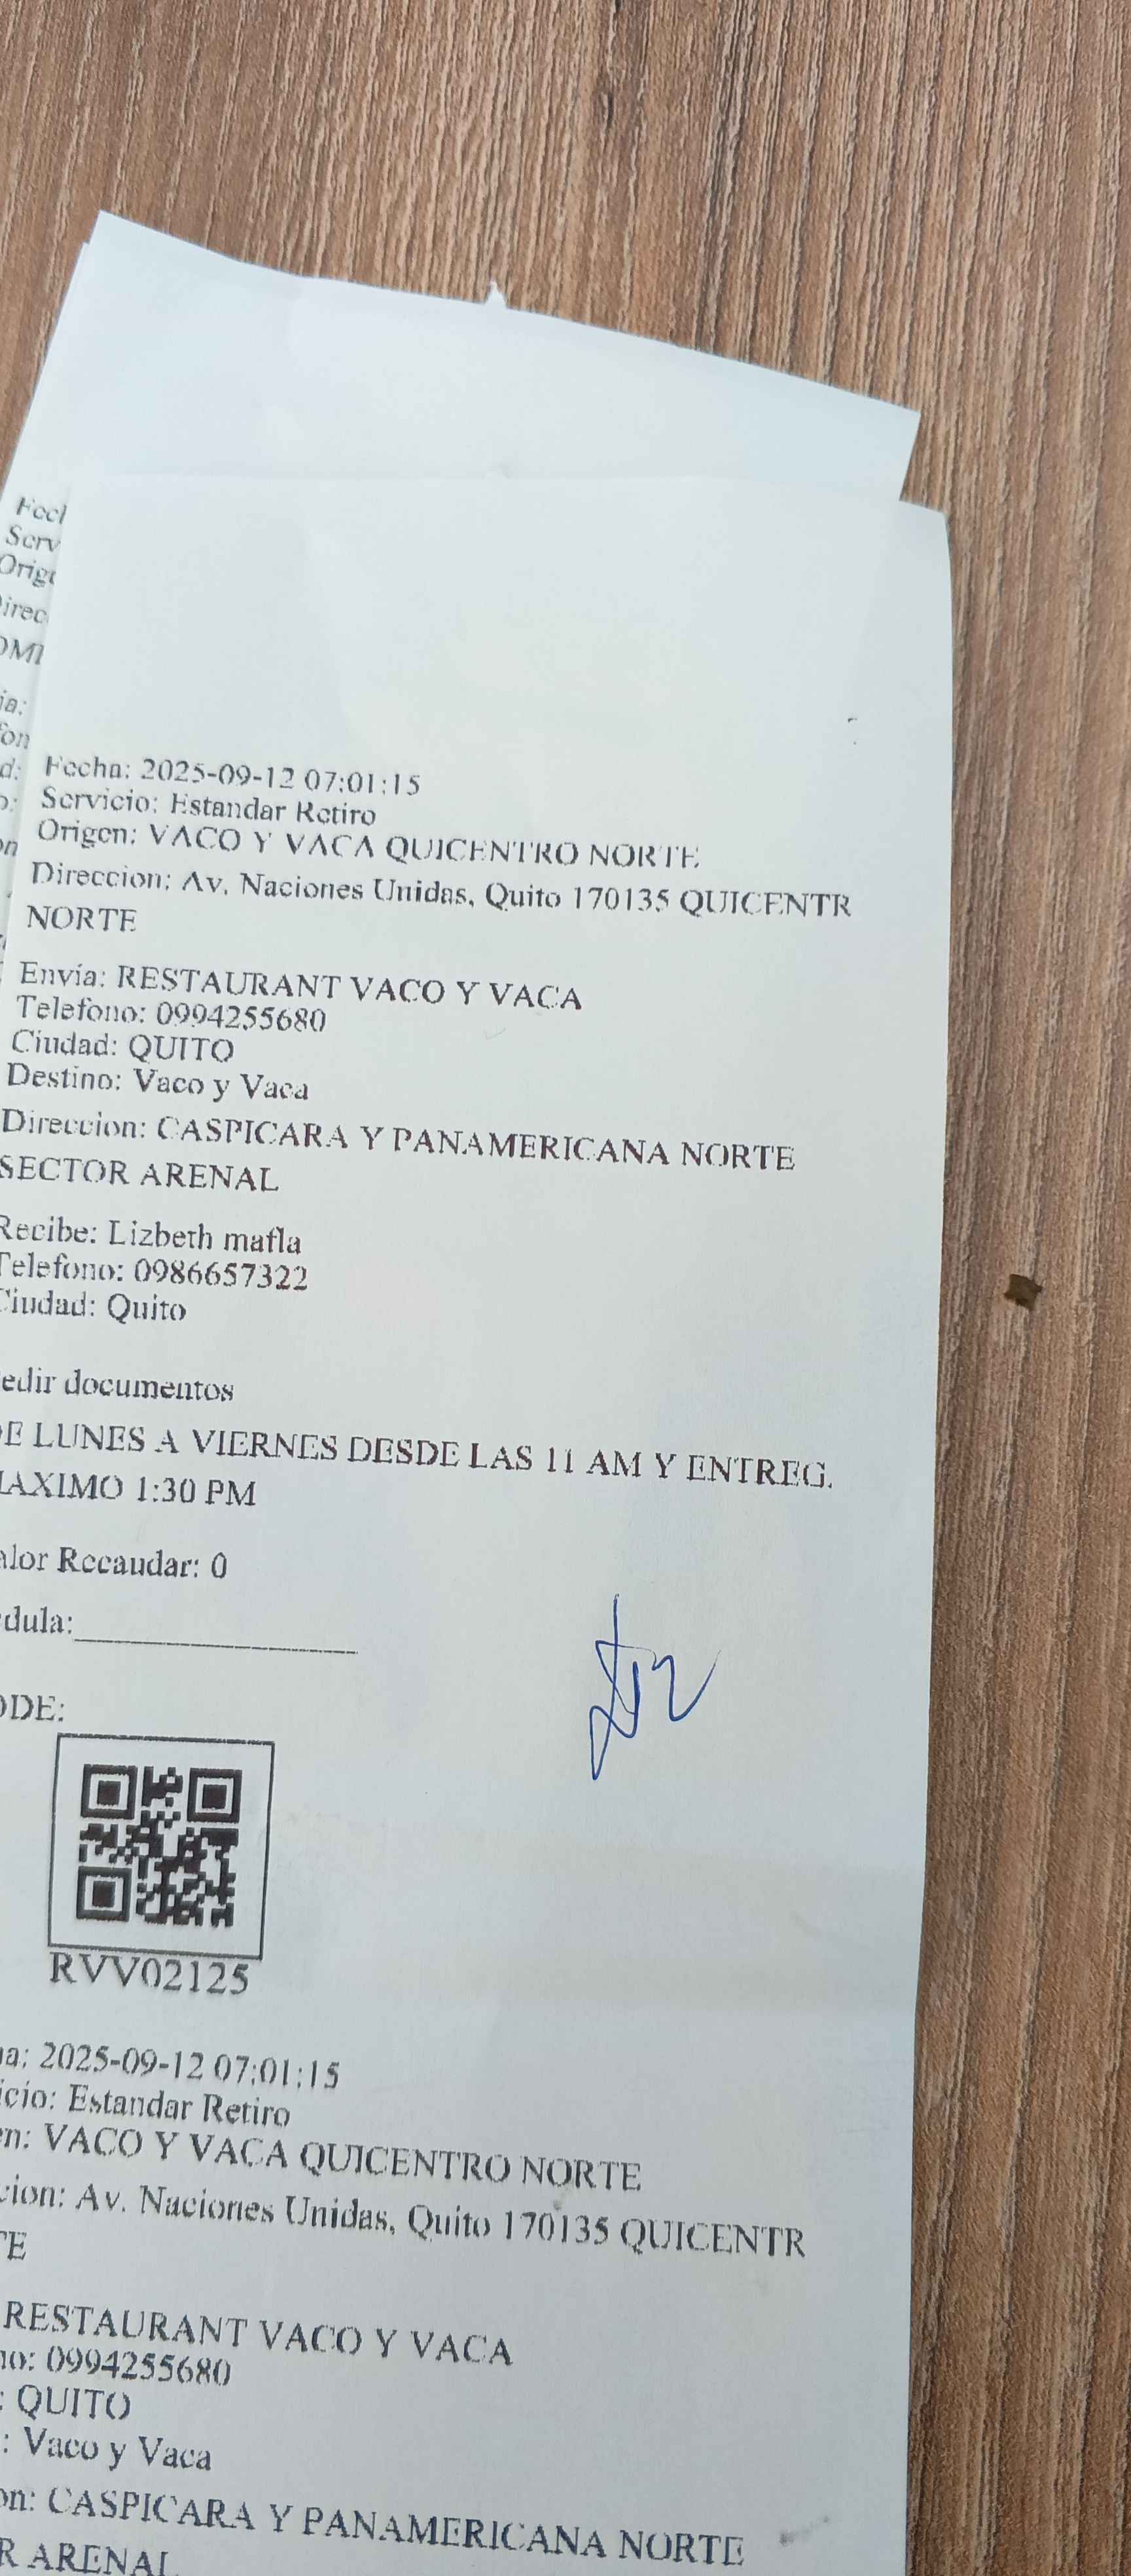 Fecha: 2025-09-12 07:01:15
Servicio: Estandar Retiro
Origen: VACO Y VACA QUICENTRO NORTE
Direccion: Av. Naciones Unidas, Quito 170135 QUICENTR
NORTE
Envía: RESTAURANT VACO Y VACA
Telefono: 0994255680
Ciudad: QUITO
Destino: Vaco y Vaca
Direccion: CASPICARA Y PANAMERICANA NORTE
SECTOR ARENAL
Recibe: Lizbeth mafla
Telefono: 0986657322
Ciudad: Quito
edir documentos
DE LUNES A VIERNES DESDE LAS 11 AM Y ENTREG.
MAXIMO 1:30 PM
alor Recaudar: 0
dula:
ODE:
RVV02125
ha: 2025-09-12 07:01:15
icio: Estandar Retiro
en: VACO Y VACA QUICENTRO NORTE
cion: Av. Naciones Unidas, Quito 170135 QUICENTR
TE
RESTAURANT VACO Y VACA
no: 0994255680
: QUITO
: Vaco y Vaca
on: CASPICARA Y PANAMERICANA NORTE
R ARENAL